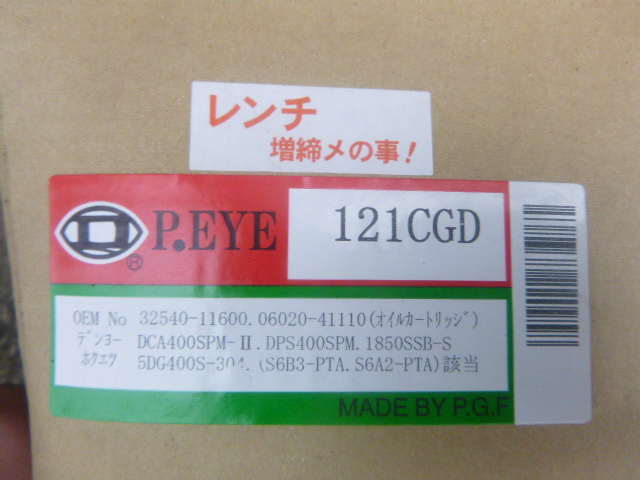 レンチ
増締メの事!
P.EYE
121CGD
OEM No 32540-11600.06020-41110(オイルカートリッジ)
デンヨー DCA400SPM-Ⅱ.DPS400SPM.1850SSB-S
ホクエツ 5DG400S-304.(S6B3-PTA.S6A2-PTA)該当
MADE BY P.G.F